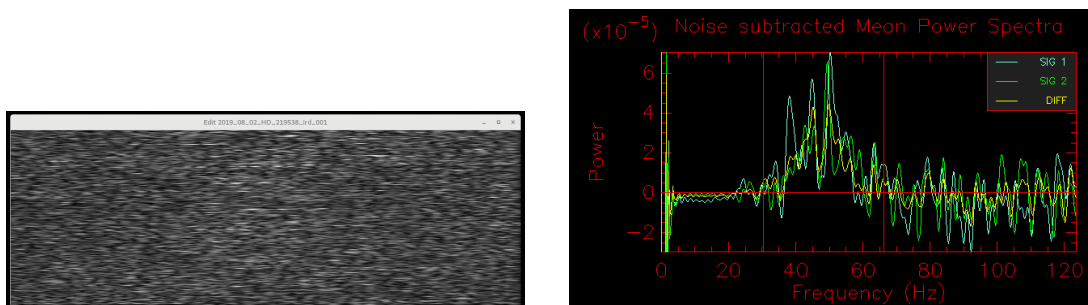 Edit 2019_08_02_HD_219538_ird_001
(×10⁻⁵) Noise subtracted Mean Power Spectra
SIG 1
SIG 2
DIFF
6
4
2
0
−2
Power
0 20 40 60 80 100 120
Frequency (Hz)